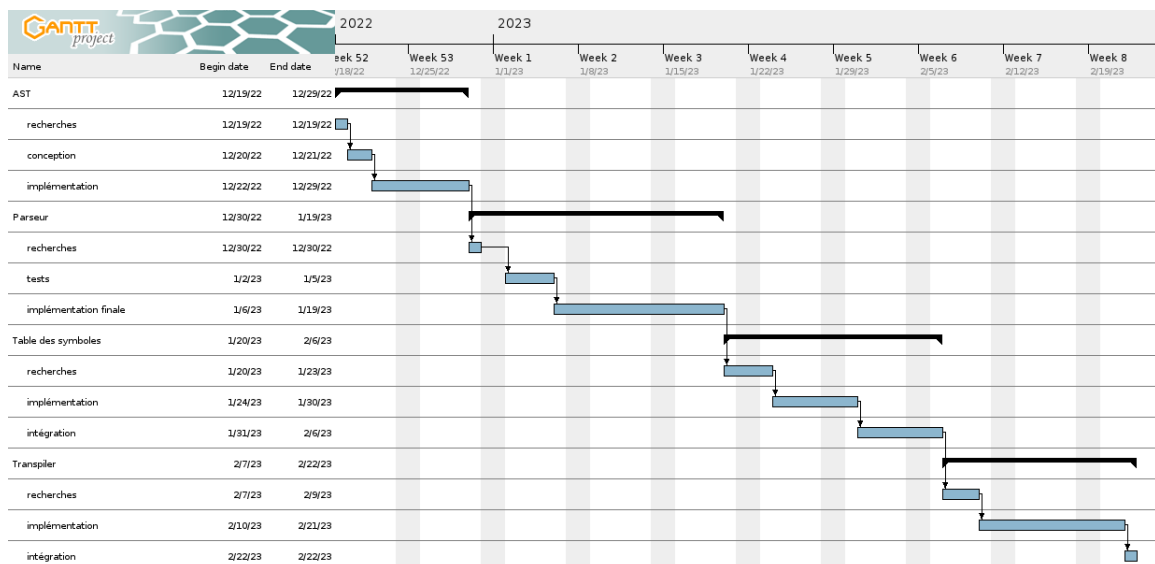 GANTT
project
2022
2023
eek 52
Week 53
Week 1
Week 2
Week 3
Week 4
Week 5
Week 6
Week 7
Week 8
Name
Begin date
End date
/18/22
12/25/22
1/1/23
1/8/23
1/15/23
1/22/23
1/29/23
2/5/23
2/12/23
2/19/23
AST 12/19/22 12/29/22
recherches 12/19/22 12/19/22
conception 12/20/22 12/21/22
implémentation 12/22/22 12/29/22
Parseur 12/30/22 1/19/23
recherches 12/30/22 12/30/22
tests 1/2/23 1/5/23
implémentation finale 1/6/23 1/19/23
Table des symboles 1/20/23 2/6/23
recherches 1/20/23 1/23/23
implémentation 1/24/23 1/30/23
intégration 1/31/23 2/6/23
Transpiler 2/7/23 2/22/23
recherches 2/7/23 2/9/23
implémentation 2/10/23 2/21/23
intégration 2/22/23 2/22/23